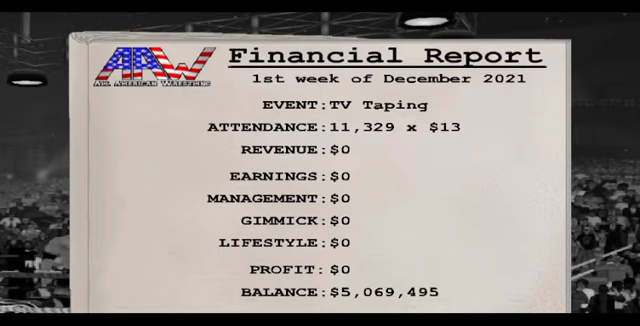 AAW
ALL AMERICAN WRESTLING
Financial Report
1st week of December 2021
EVENT: TV Taping
ATTENDANCE: 11,329 x $13
REVENUE: $0
EARNINGS: $0
MANAGEMENT: $0
GIMMICK: $0
LIFESTYLE: $0
PROFIT: $0
BALANCE: $5,069,495